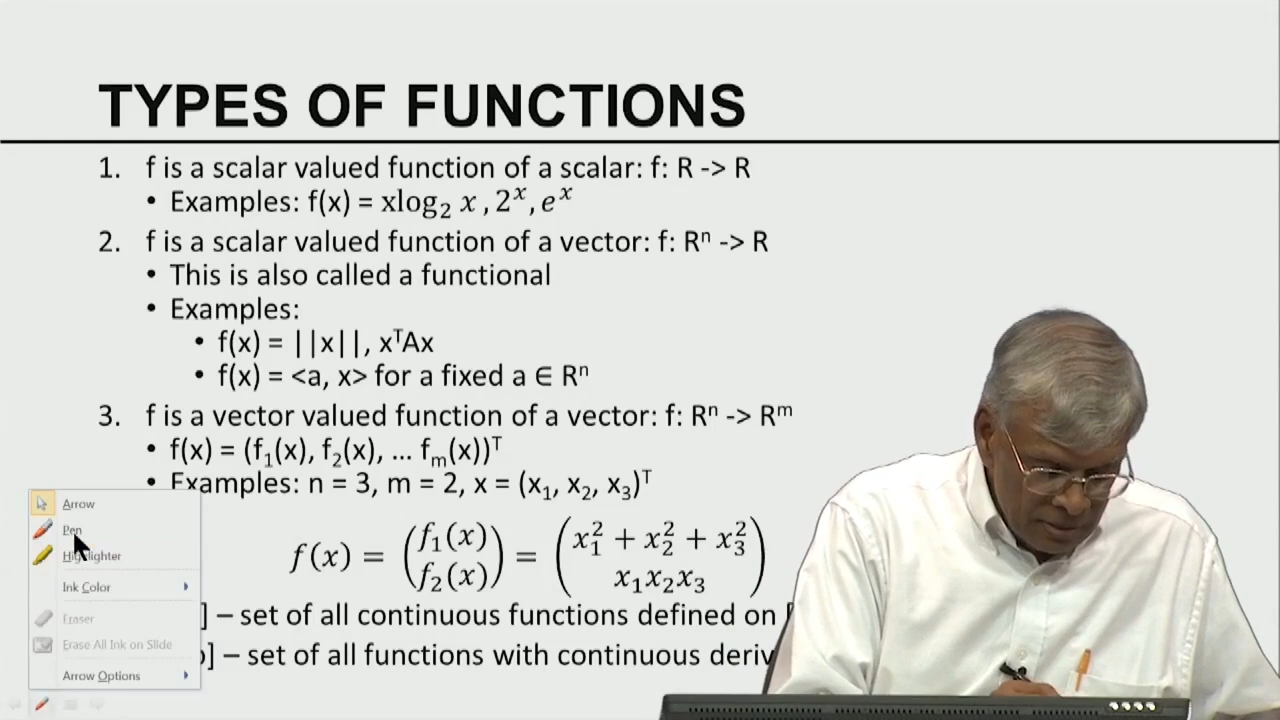 TYPES OF FUNCTIONS
1. f is a scalar valued function of a scalar: f: R -> R
• Examples: f(x) = xlog₂ x , 2ˣ, eˣ
2. f is a scalar valued function of a vector: f: Rⁿ -> R
• This is also called a functional
• Examples:
• f(x) = ||x||, xᵀAx
• f(x) = <a, x> for a fixed a ∈ Rⁿ
3. f is a vector valued function of a vector: f: Rⁿ -> Rᵐ
• f(x) = (f₁(x), f₂(x), ... fₘ(x))ᵀ
• Examples: n = 3, m = 2, x = (x₁, x₂, x₃)ᵀ
f(x) = (f₁(x) f₂(x)) = (x₁² + x₂² + x₃² x₁x₂x₃)
] – set of all continuous functions defined on [
] – set of all functions with continuous deriv
Arrow
Pen
Highlighter
Ink Color
Eraser
Erase All Ink on Slide
Arrow Options